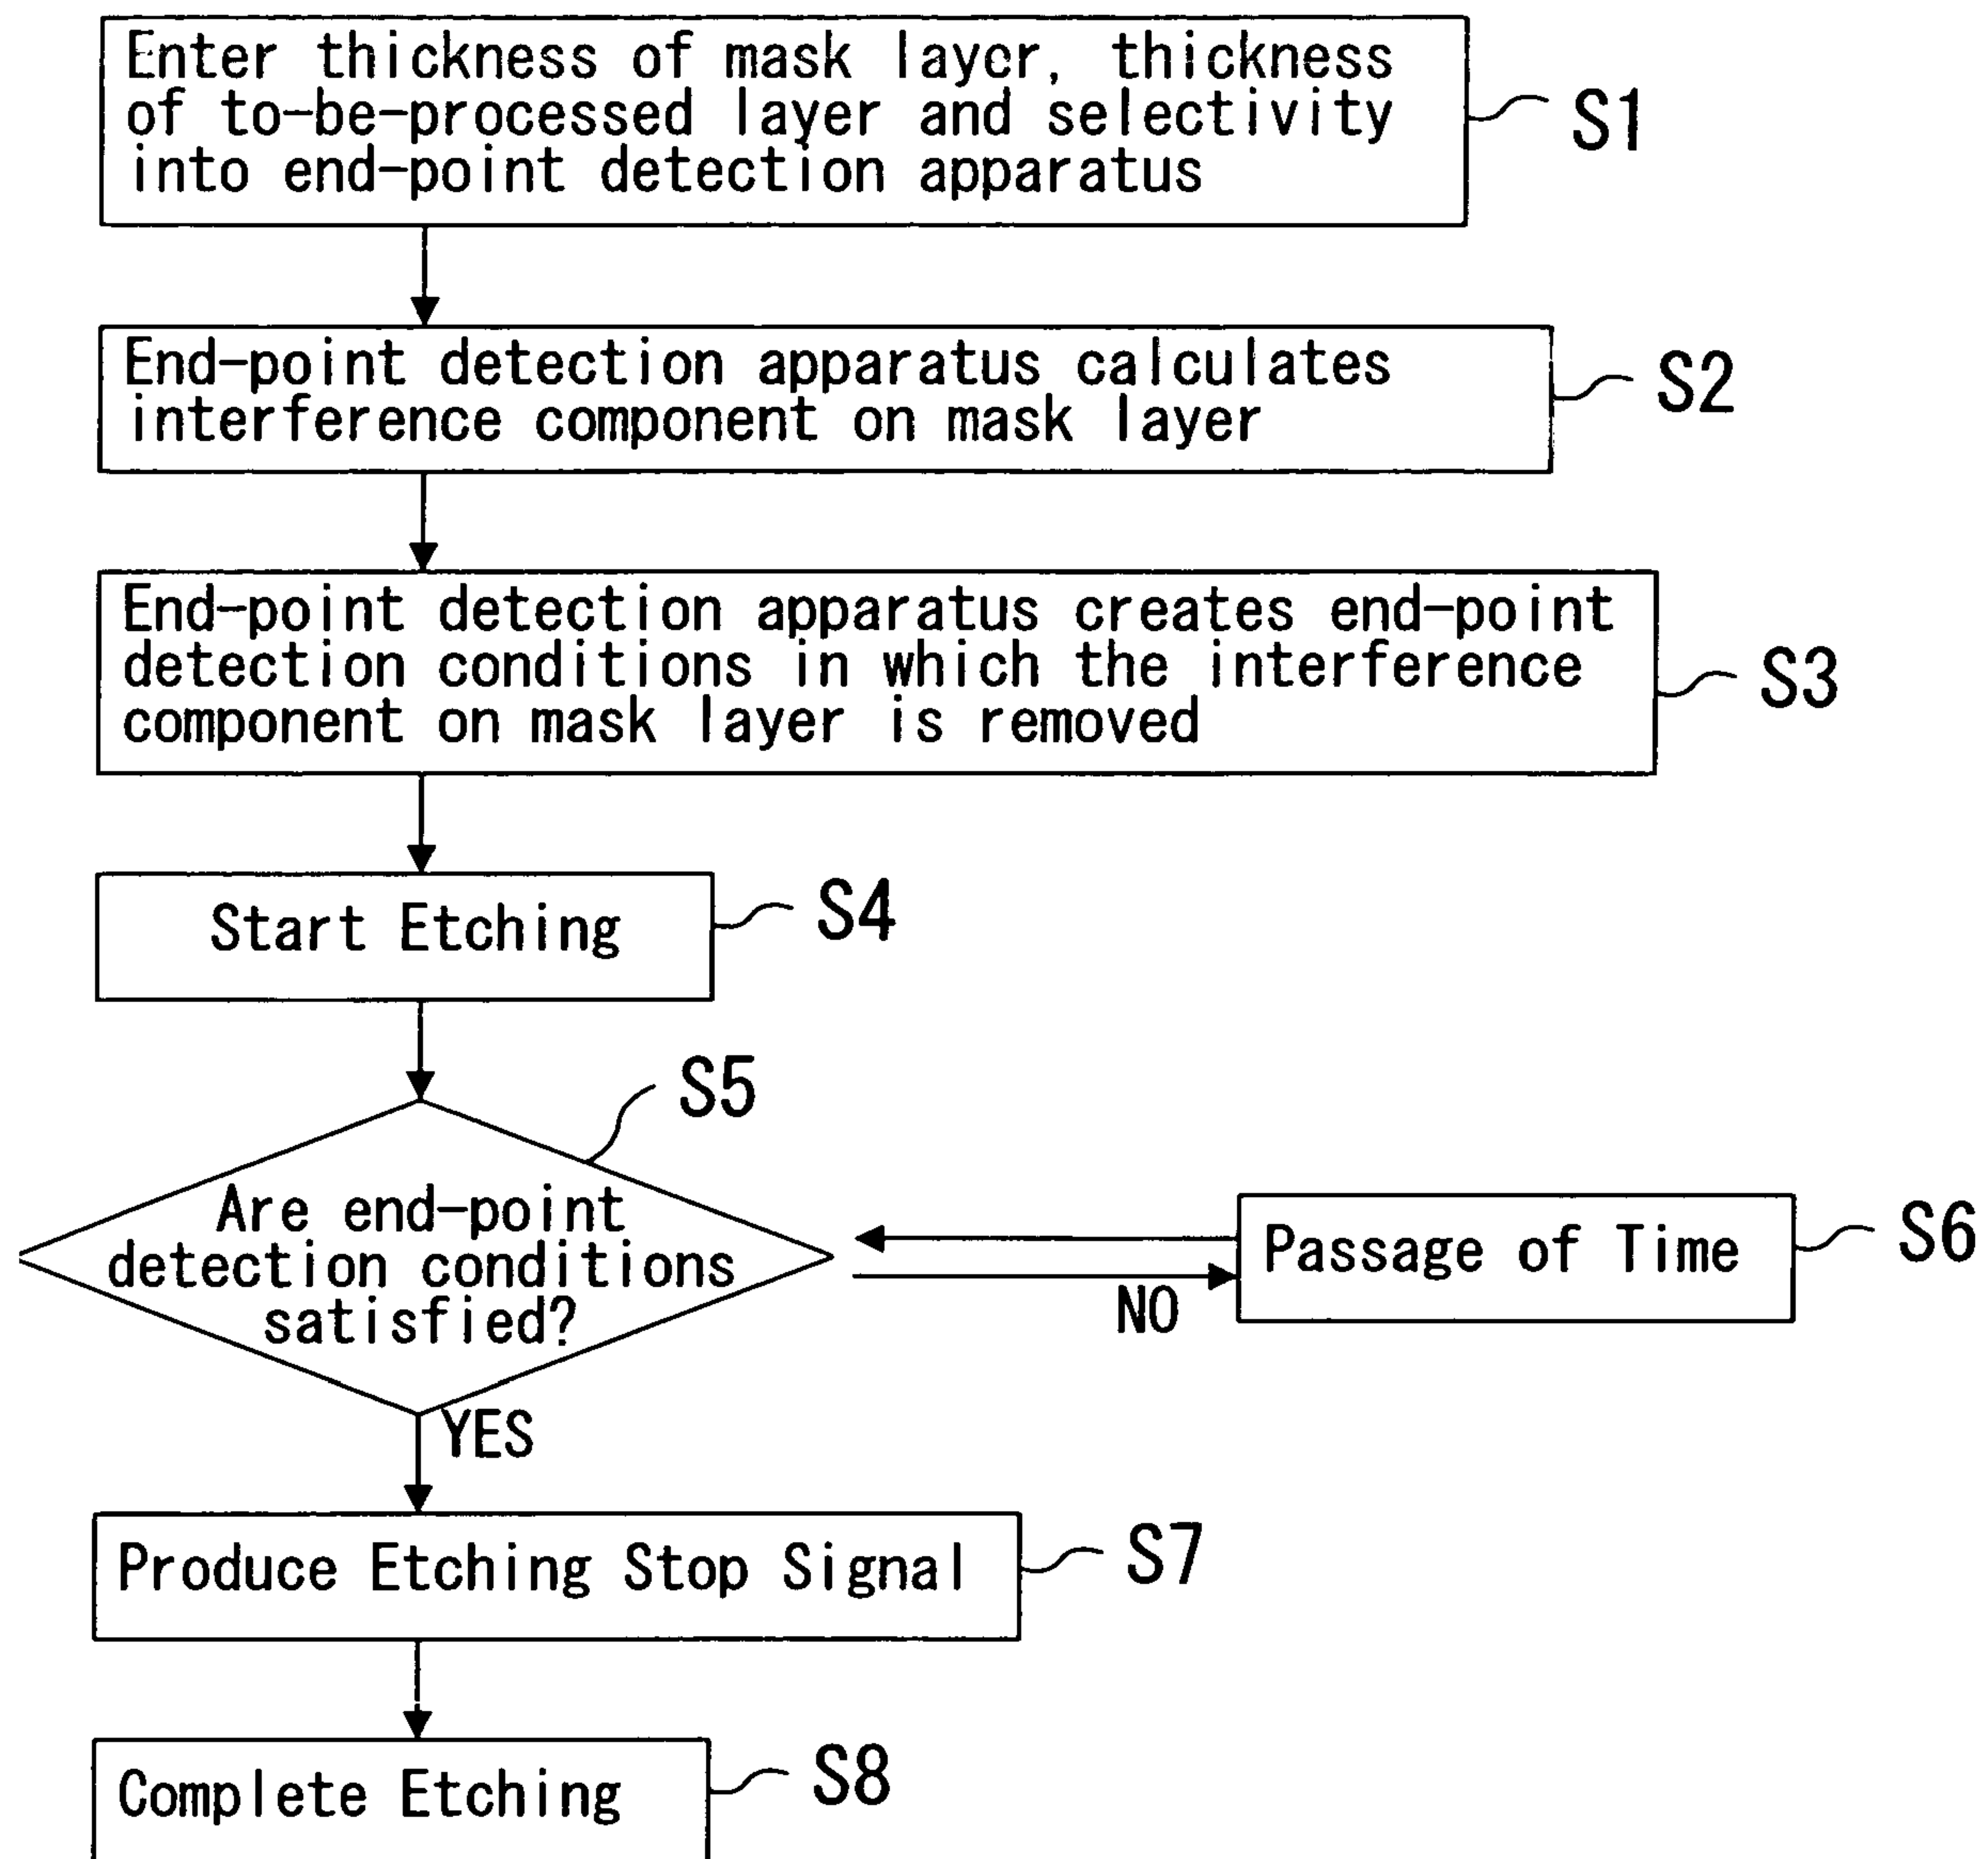 Enter thickness of mask layer, thickness
of to-be-processed layer and selectivity
into end-point detection apparatus
S1
End-point detection apparatus calculates
interference component on mask layer
S2
End-point detection apparatus creates end-point
detection conditions in which the interference
component on mask layer is removed
S3
Start Etching
S4
S5
Are end-point
detection conditions
satisfied?
Passage of Time
S6
NO
YES
Produce Etching Stop Signal
S7
Complete Etching
S8